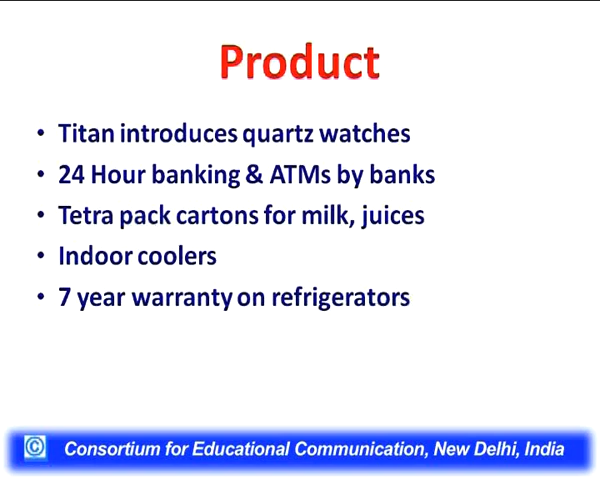 Product
• Titan introduces quartz watches
• 24 Hour banking & ATMs by banks
• Tetra pack cartons for milk, juices
• Indoor coolers
• 7 year warranty on refrigerators
© Consortium for Educational Communication, New Delhi, India